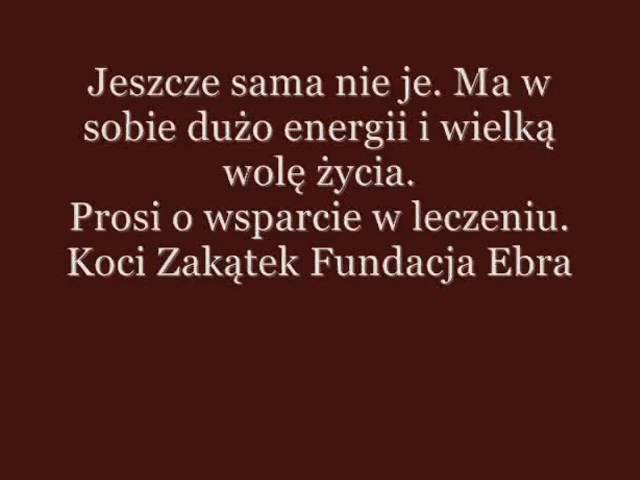 Jeszcze sama nie je. Ma w
sobie dużo energii i wielką
wolę życia.
Prosi o wsparcie w leczeniu.
Koci Zakątek Fundacja Ebra